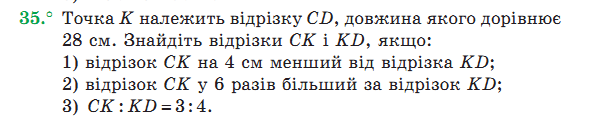 35.° Точка K належить відрізку CD, довжина якого дорівнює
28 см. Знайдіть відрізки CK і KD, якщо:
1) відрізок CK на 4 см менший від відрізка KD;
2) відрізок CK у 6 разів більший за відрізок KD;
3) CK : KD = 3 : 4.